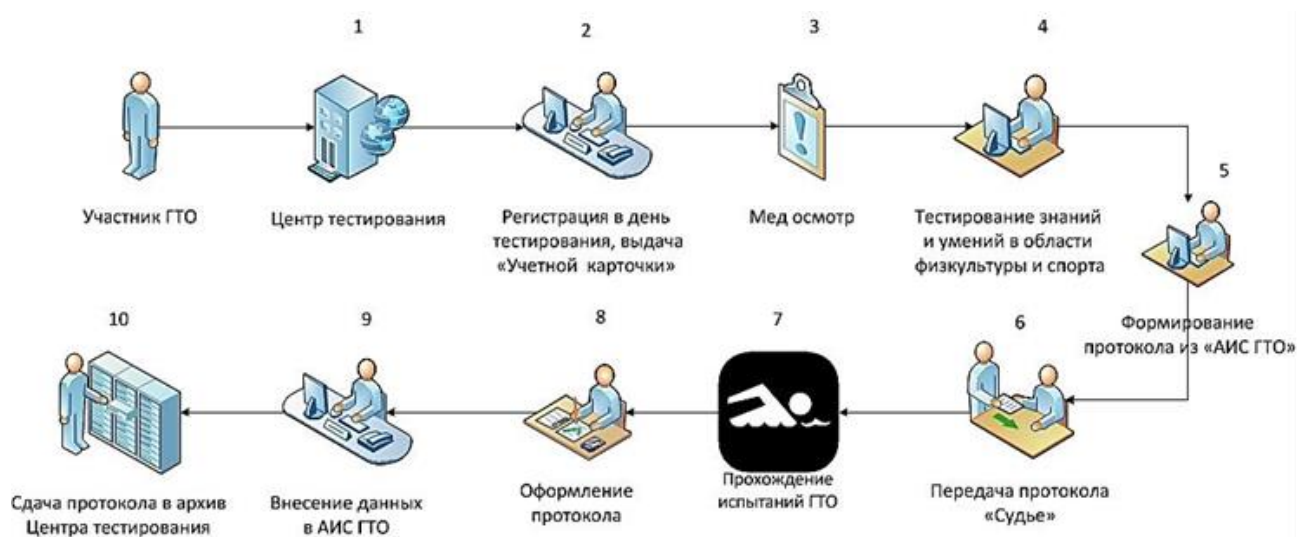 1
2
3
4
Участник ГТО
Центр тестирования
Регистрация в день
тестирования, выдача
«Учетной карточки»
Мед осмотр
Тестирование знаний
и умений в области
физкультуры и спорта
5
Формирование
протокола из «АИС ГТО»
6
Передача протокола
«Судье»
7
Прохождение
испытаний ГТО
8
Оформление
протокола
9
Внесение данных
в АИС ГТО
10
Сдача протокола в архив
Центра тестирования